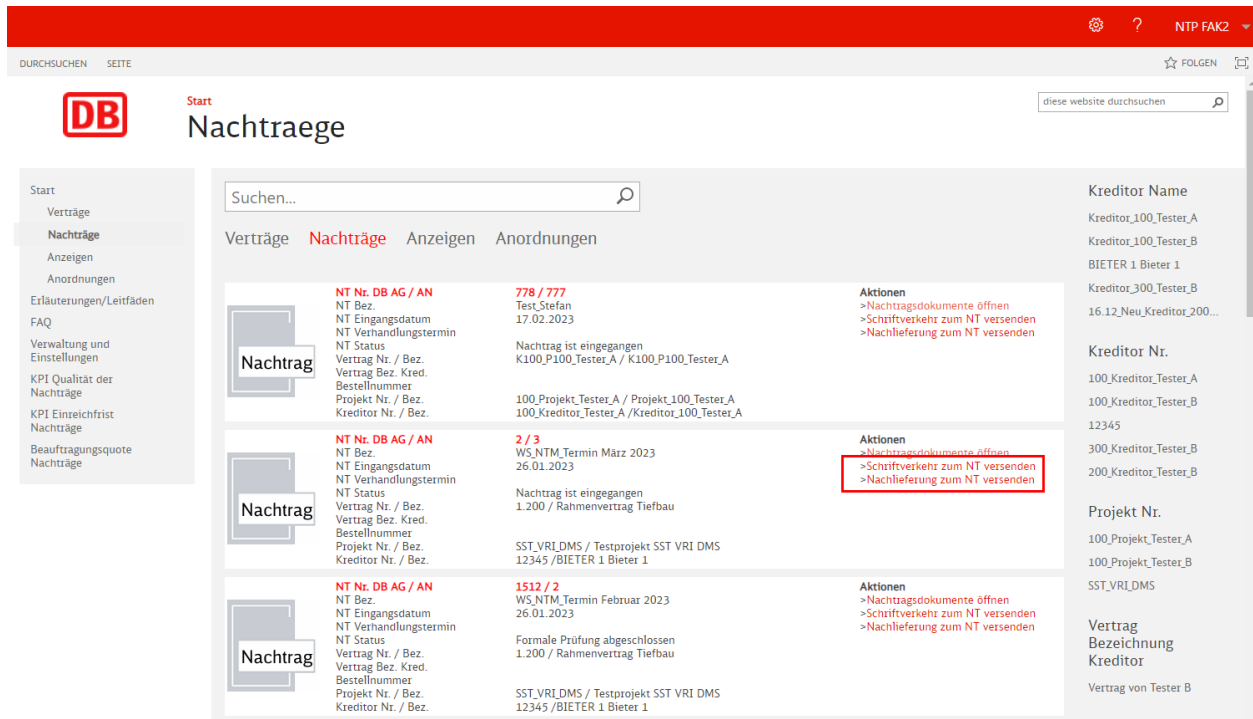 NTP FAK2
DURCHSUCHEN SEITE
FOLGEN
DB
Start
Nachtraege
diese website durchsuchen
Start
Verträge
Nachträge
Anzeigen
Anordnungen
Erläuterungen/Leitfäden
FAQ
Verwaltung und
Einstellungen
KPI Qualität der
Nachträge
KPI Einreichfrist
Nachträge
Beauftragungsquote
Nachträge
Suchen...
Verträge Nachträge Anzeigen Anordnungen
Nachtrag
NT Nr. DB AG / AN 778 / 777
NT Bez. Test_Stefan
NT Eingangsdatum 17.02.2023
NT Verhandlungstermin
NT Status Nachtrag ist eingegangen
Vertrag Nr. / Bez. K100_P100_Tester_A / K100_P100_Tester_A
Vertrag Bez. Kred.
Bestellnummer
Projekt Nr. / Bez. 100_Projekt_Tester_A / Projekt_100_Tester_A
Kreditor Nr. / Bez. 100_Kreditor_Tester_A /Kreditor_100_Tester_A
Aktionen
>Nachtragsdokumente öffnen
>Schriftverkehr zum NT versenden
>Nachlieferung zum NT versenden
Nachtrag
NT Nr. DB AG / AN 2 / 3
NT Bez. WS_NTM_Termin März 2023
NT Eingangsdatum 26.01.2023
NT Verhandlungstermin
NT Status Nachtrag ist eingegangen
Vertrag Nr. / Bez. 1.200 / Rahmenvertrag Tiefbau
Vertrag Bez. Kred.
Bestellnummer
Projekt Nr. / Bez. SST_VRI_DMS / Testprojekt SST VRI DMS
Kreditor Nr. / Bez. 12345 /BIETER 1 Bieter 1
Aktionen
>Nachtragsdokumente öffnen
>Schriftverkehr zum NT versenden
>Nachlieferung zum NT versenden
Nachtrag
NT Nr. DB AG / AN 1512 / 2
NT Bez. WS_NTM_Termin Februar 2023
NT Eingangsdatum 26.01.2023
NT Verhandlungstermin
NT Status Formale Prüfung abgeschlossen
Vertrag Nr. / Bez. 1.200 / Rahmenvertrag Tiefbau
Vertrag Bez. Kred.
Bestellnummer
Projekt Nr. / Bez. SST_VRI_DMS / Testprojekt SST VRI DMS
Kreditor Nr. / Bez. 12345 /BIETER 1 Bieter 1
Aktionen
>Nachtragsdokumente öffnen
>Schriftverkehr zum NT versenden
>Nachlieferung zum NT versenden
Kreditor Name
Kreditor_100_Tester_A
Kreditor_100_Tester_B
BIETER 1 Bieter 1
Kreditor_300_Tester_B
16.12_Neu_Kreditor_200...
Kreditor Nr.
100_Kreditor_Tester_A
100_Kreditor_Tester_B
12345
300_Kreditor_Tester_B
200_Kreditor_Tester_B
Projekt Nr.
100_Projekt_Tester_A
100_Projekt_Tester_B
SST_VRI_DMS
Vertrag
Bezeichnung
Kreditor
Vertrag von Tester B